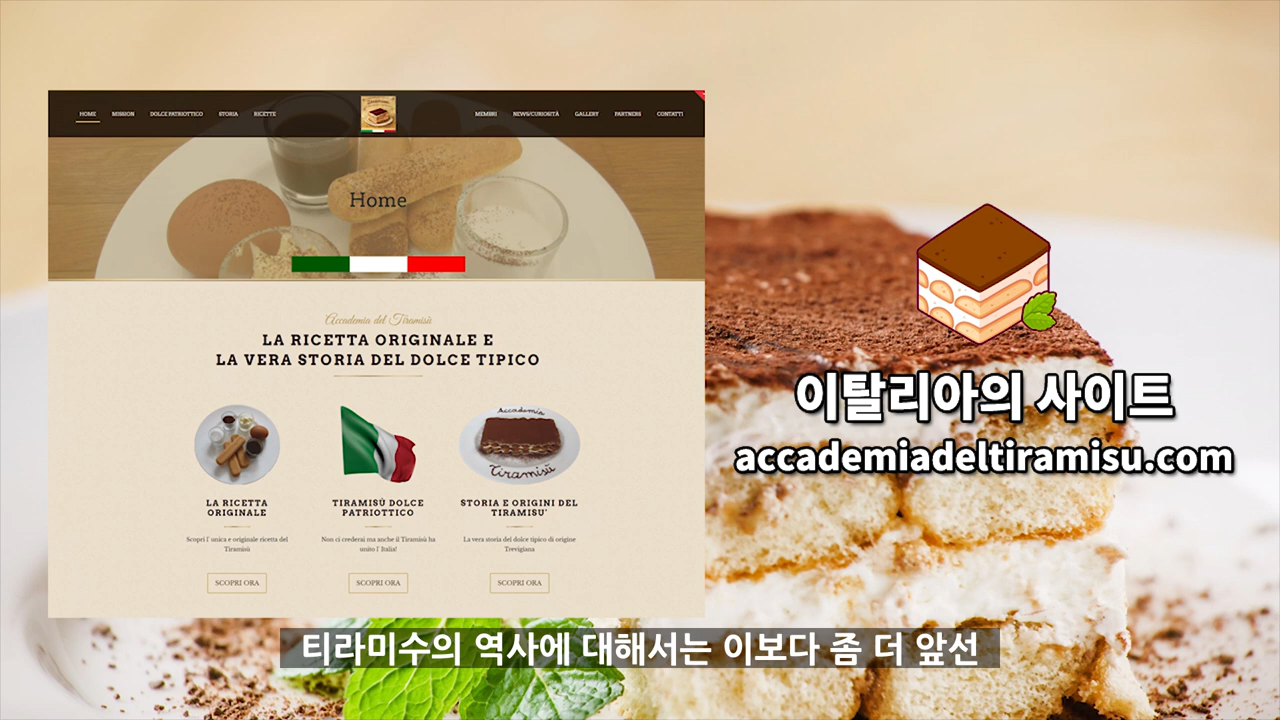 HOME MISSION DOLCE PATRIOTTICO STORIA RICETTE MEMBRI NEWS/CURIOSITÀ GALLERY PARTNERS CONTATTI
Home
Accademia del Tiramisù
LA RICETTA ORIGINALE E
LA VERA STORIA DEL DOLCE TIPICO
Accademia
Tiramisù
LA RICETTA
ORIGINALE
Scopri l' unica e originale ricetta del
Tiramisù
SCOPRI ORA
TIRAMISÙ DOLCE
PATRIOTTICO
Non ci crederai ma anche il Tiramisù ha
unito l' Italia!
SCOPRI ORA
STORIA E ORIGINI DEL
TIRAMISU'
La vera storia del dolce tipico di origine
Trevigiana
SCOPRI ORA
이탈리아의 사이트
accademiadeltiramisu.com
티라미수의 역사에 대해서는 이보다 좀 더 앞선